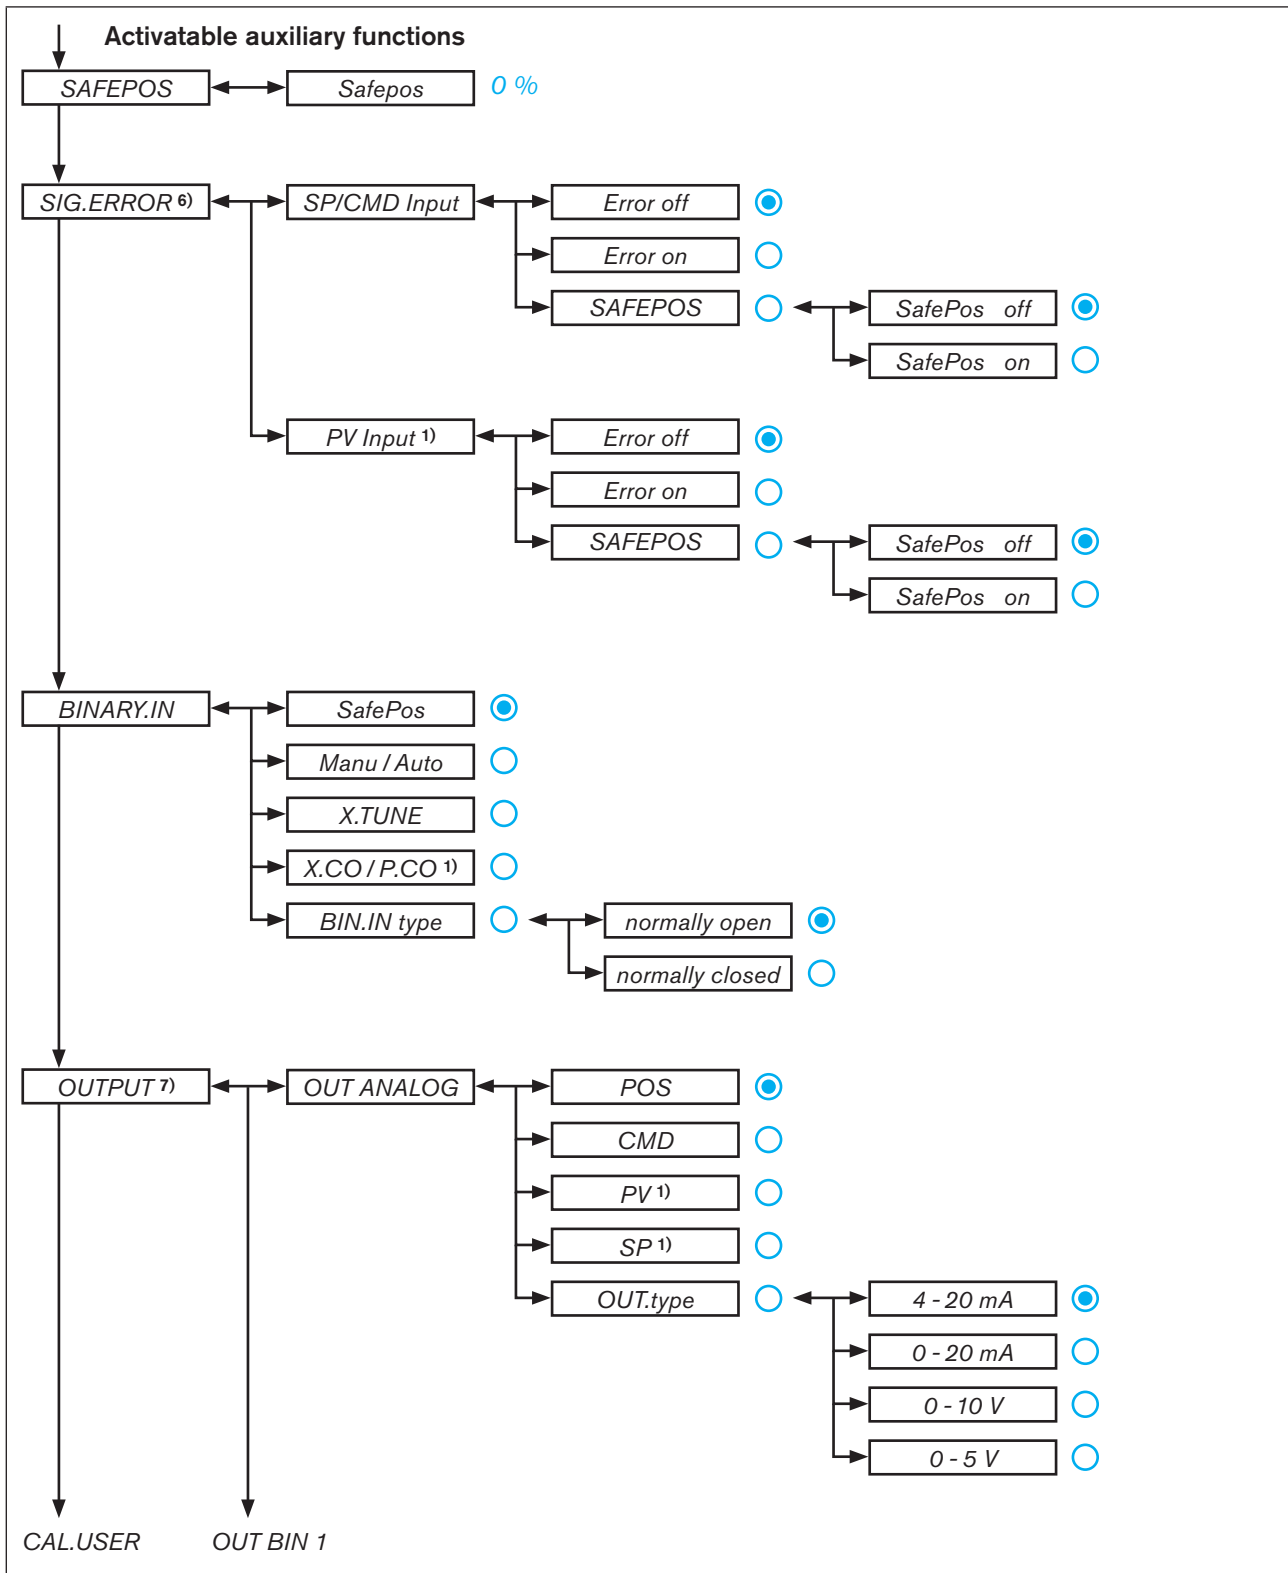 Activatable auxiliary functions
SAFEPOS Safepos 0 %
SIG.ERROR 6) SP/CMD Input Error off
Error on
SAFEPOS SafePos off
SafePos on
PV Input 1) Error off
Error on
SAFEPOS SafePos off
SafePos on
BINARY.IN SafePos
Manu / Auto
X.TUNE
X.CO / P.CO 1)
BIN.IN type normally open
normally closed
OUTPUT 7) OUT ANALOG POS
CMD
PV 1)
SP 1)
OUT.type 4 - 20 mA
0 - 20 mA
0 - 10 V
0 - 5 V
CAL.USER OUT BIN 1